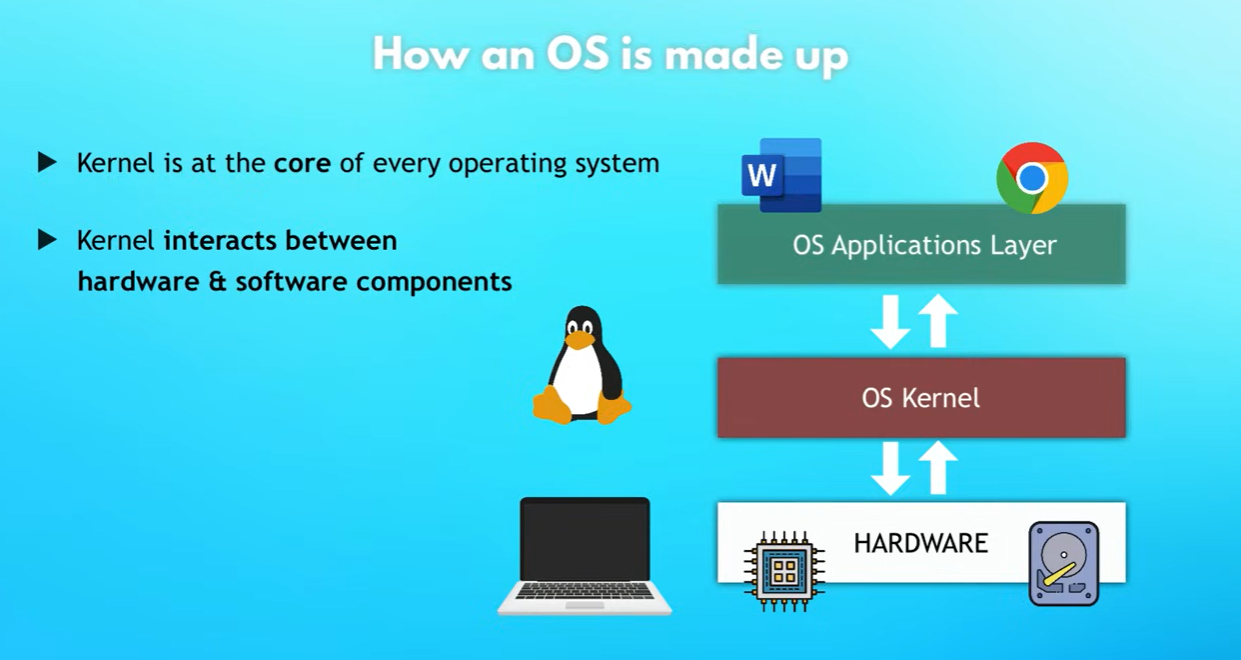 How an OS is made up
Kernel is at the core of every operating system
Kernel interacts between
hardware & software components
W
OS Applications Layer
OS Kernel
HARDWARE